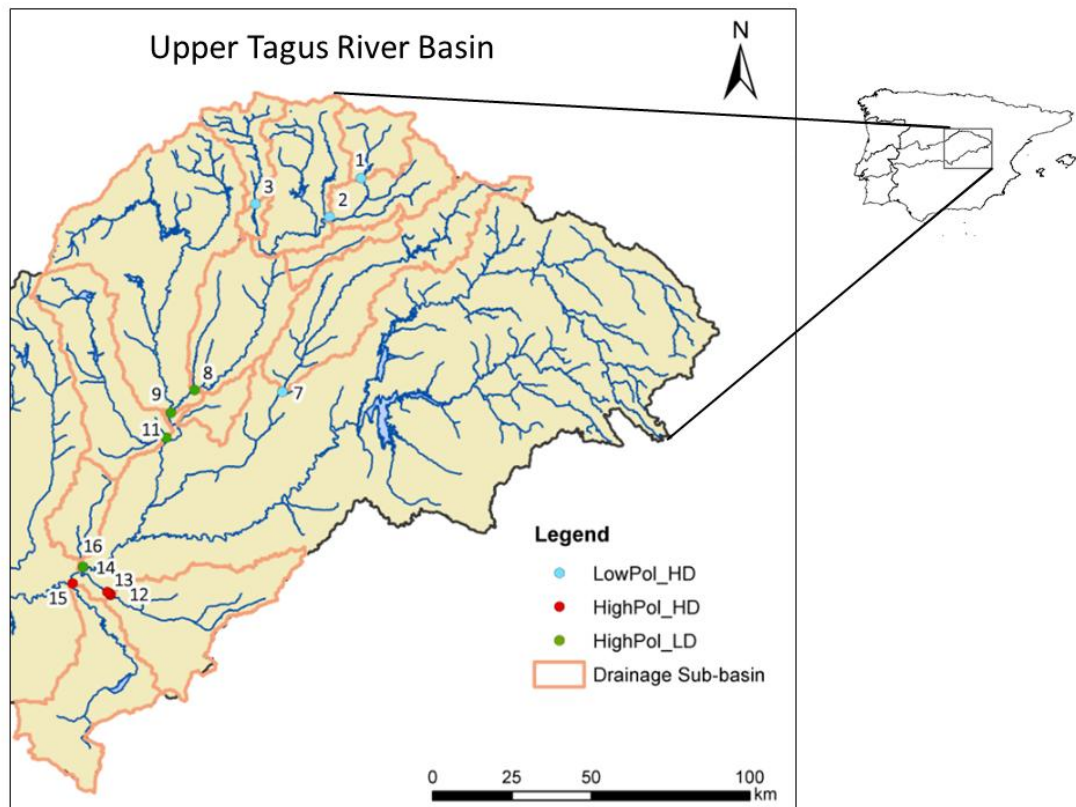 Upper Tagus River Basin
N
1
3
2
8
7
9
11
16
14
13
12
15
Legend
LowPol_HD
HighPol_HD
HighPol_LD
Drainage Sub-basin
0 25 50 100
km